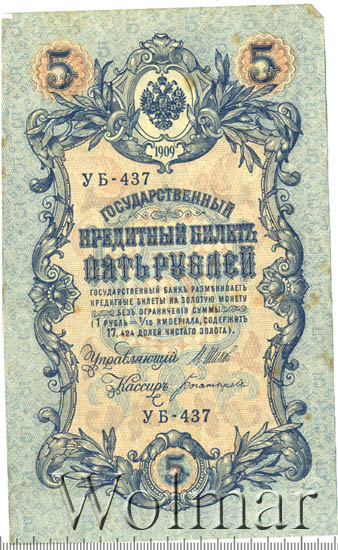 5 5
1909
УБ-437
ГОСУДАРСТВЕННЫЙ
КРЕДИТНЫЙ БИЛЕТЪ
ПЯТЬ РУБЛЕЙ
ГОСУДАРСТВЕННЫЙ БАНКЪ РАЗМѢНИВАЕТЪ
КРЕДИТНЫЕ БИЛЕТЫ НА ЗОЛОТУЮ МОНЕТУ
БЕЗЪ ОГРАНИЧЕНІЯ СУММЫ
(1 РУБЛЬ = 1/15 ИМПЕРІАЛА, СОДЕРЖИТЪ
17,424 ДОЛЕЙ ЧИСТАГО ЗОЛОТА).
Управляющій
Кассиръ
УБ-437
5
Wolmar